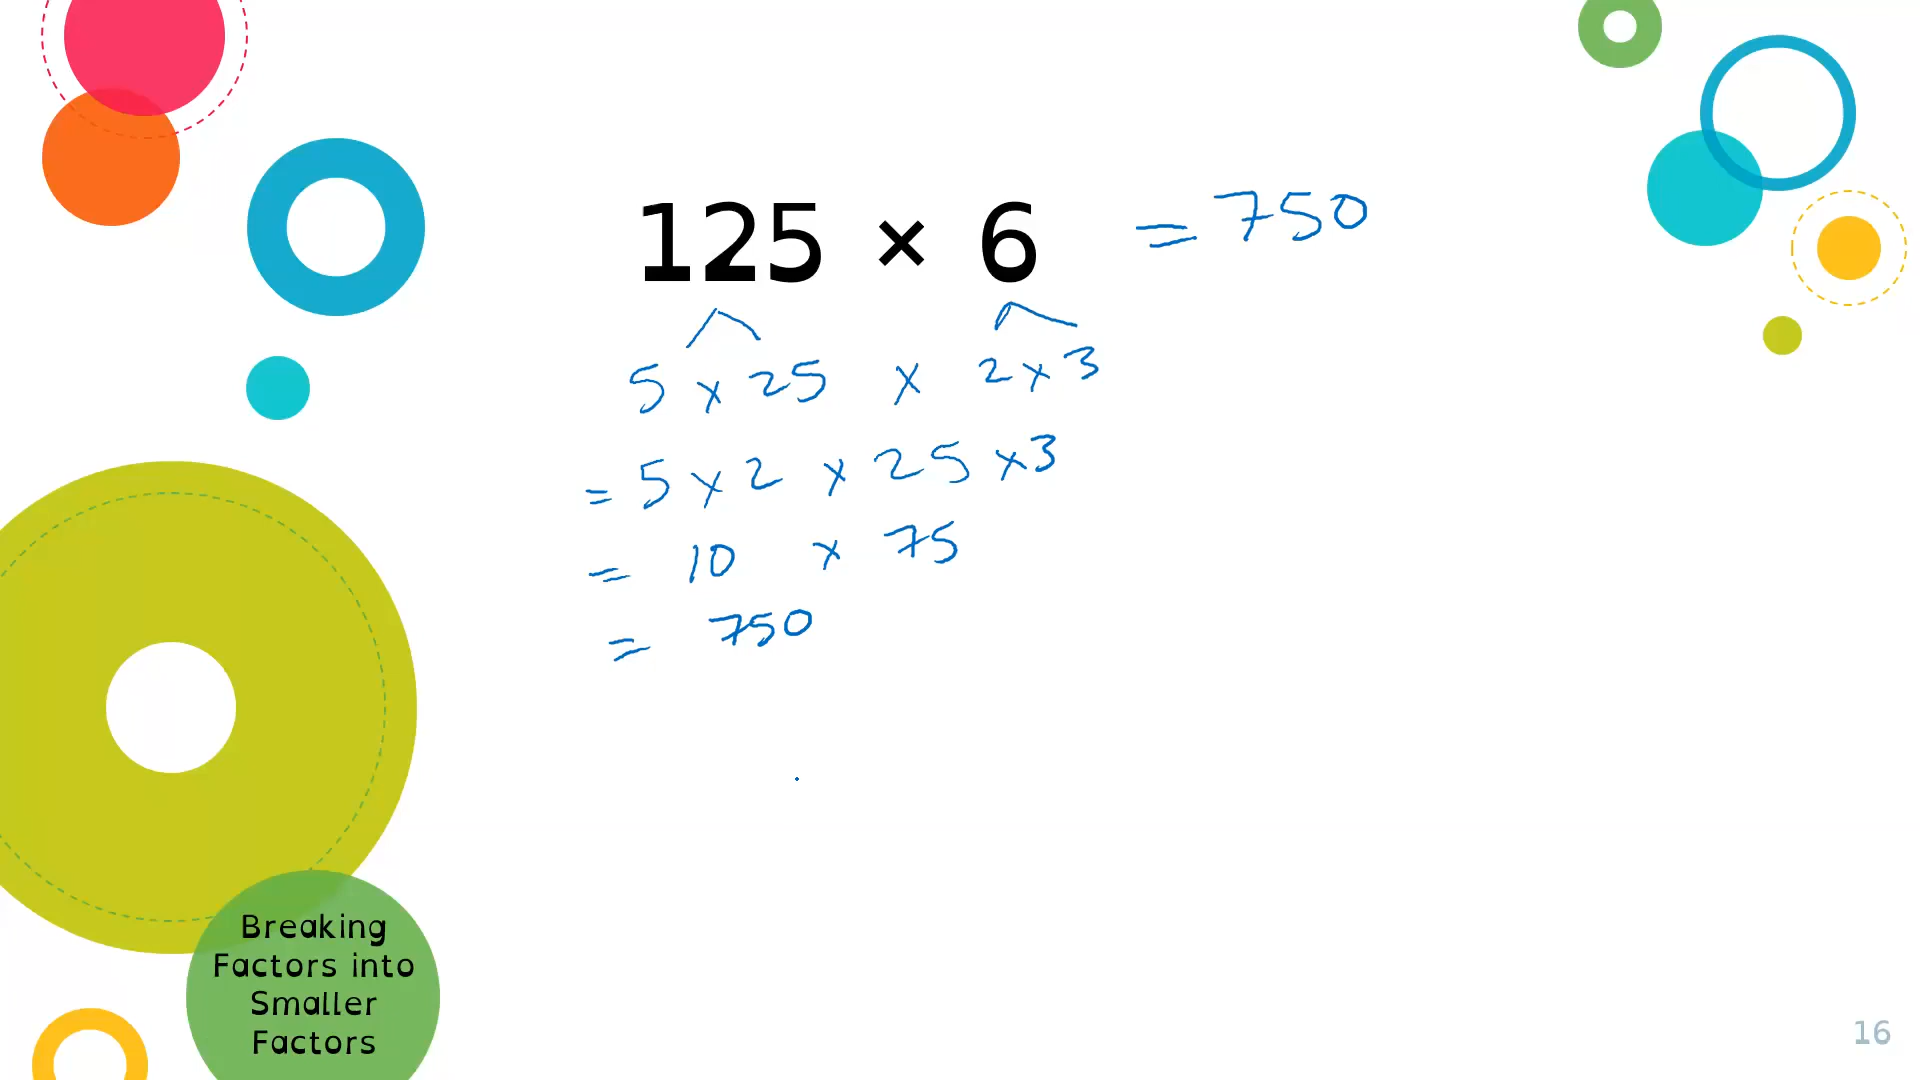 125 × 6 = 750
5 × 25 × 2 × 3
= 5 × 2 × 25 × 3
= 10 × 75
= 750
Breaking
Factors into
Smaller
Factors
16